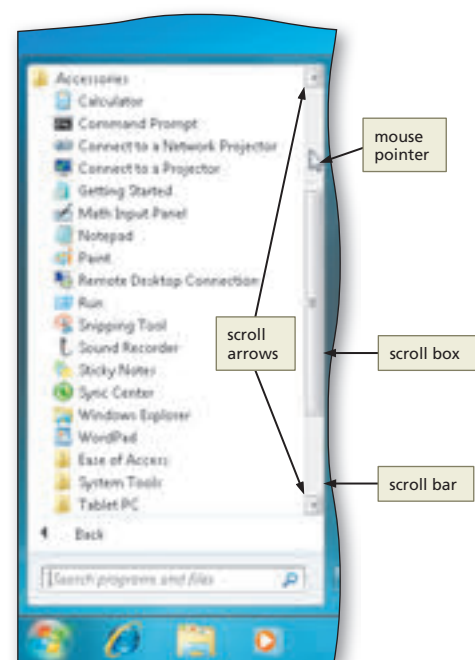 Accessories
Calculator
Command Prompt
Connect to a Network Projector
Connect to a Projector
Getting Started
Math Input Panel
Notepad
Paint
Remote Desktop Connection
Run
Snipping Tool
Sound Recorder
Sticky Notes
Sync Center
Windows Explorer
WordPad
Ease of Access
System Tools
Tablet PC
Back
Search programs and files
mouse
pointer
scroll
arrows
scroll box
scroll bar